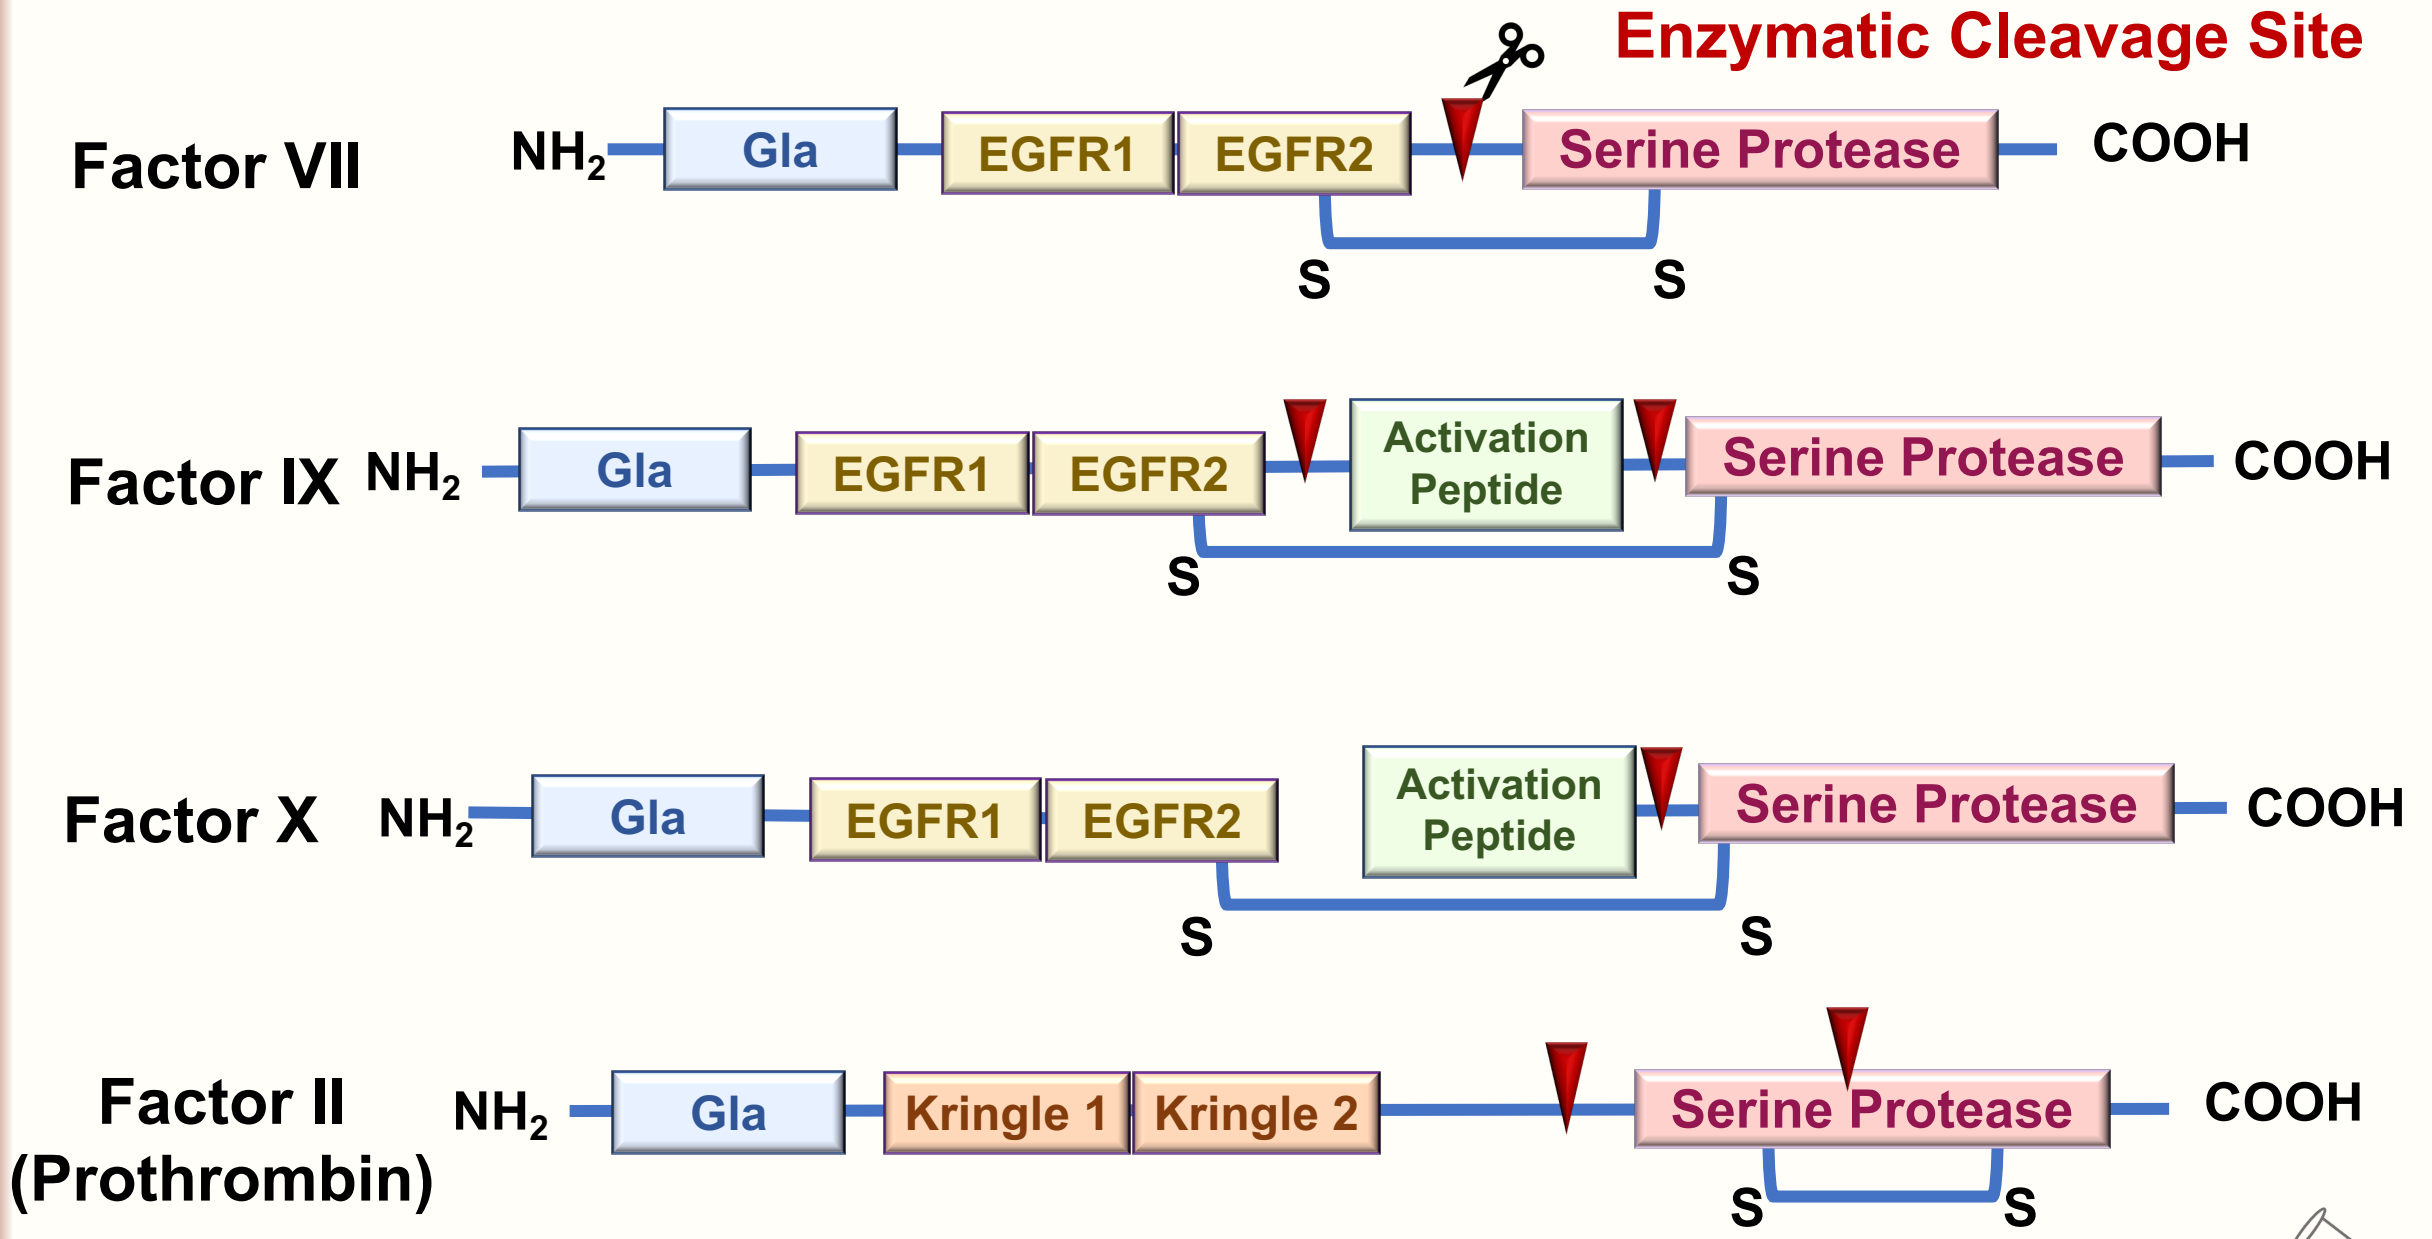 Enzymatic Cleavage Site
Factor VII NH2 Gla EGFR1 EGFR2 Serine Protease COOH
S S
Factor IX NH2 Gla EGFR1 EGFR2 Activation Peptide Serine Protease COOH
S S
Factor X NH2 Gla EGFR1 EGFR2 Activation Peptide Serine Protease COOH
S S
Factor II NH2 Gla Kringle 1 Kringle 2 Serine Protease COOH
(Prothrombin)
S S